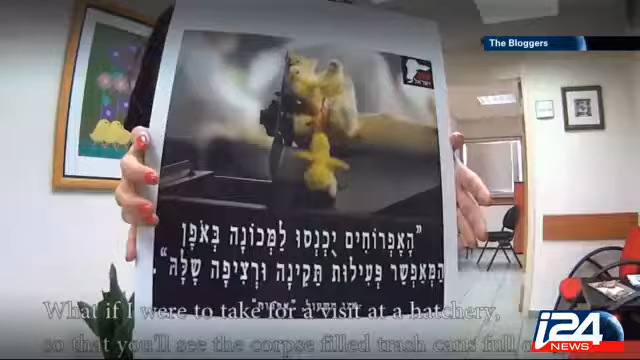 The Bloggers
ישראל
"הָאֶפְרוֹחִים יֻכְנְסוּ לַמְּכוֹנָה בְּאֹפֶן
הַמְּאַפְשֵׁר פְּעִילוּת תַּקִּינָה וּרְצִיפָה שֶׁלָּהּ".
What if I were to take for a visit at a hatchery,
so that you'll see the corpse filled trash cans full o
i24
NEWS